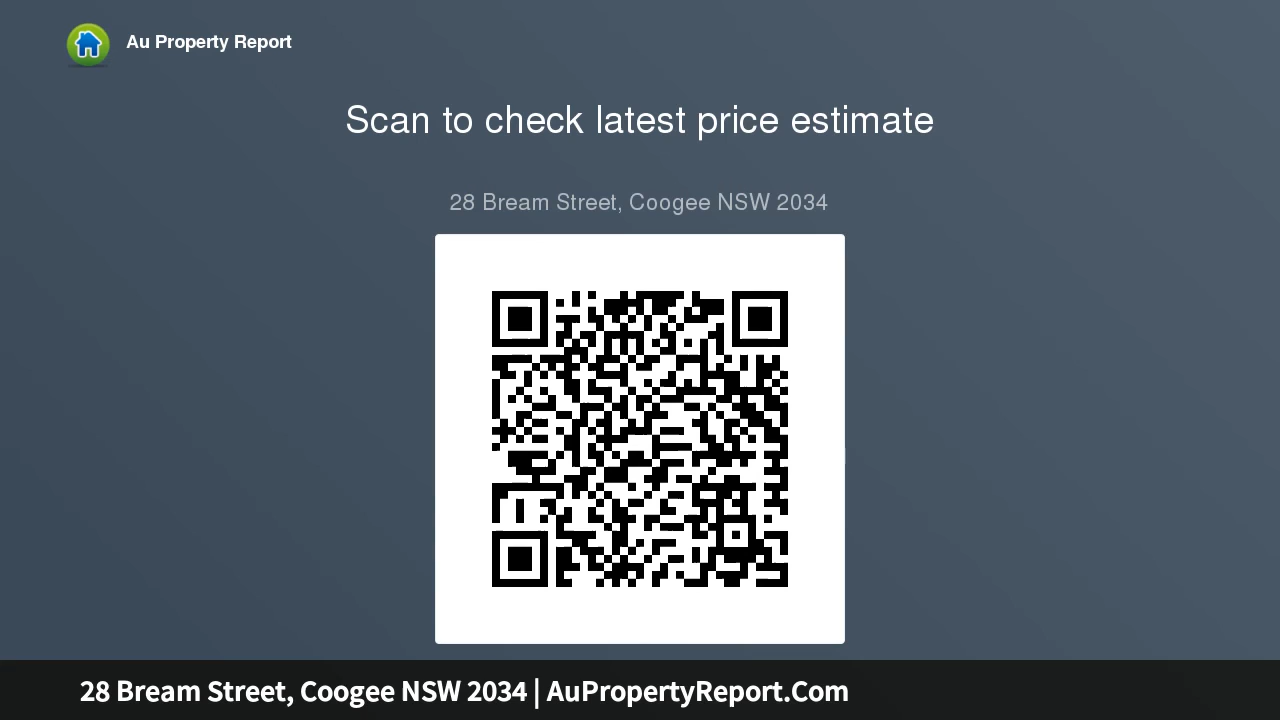 Au Property Report
Scan to check latest price estimate
28 Bream Street, Coogee NSW 2034
28 Bream Street, Coogee NSW 2034 | AuPropertyReport.Com